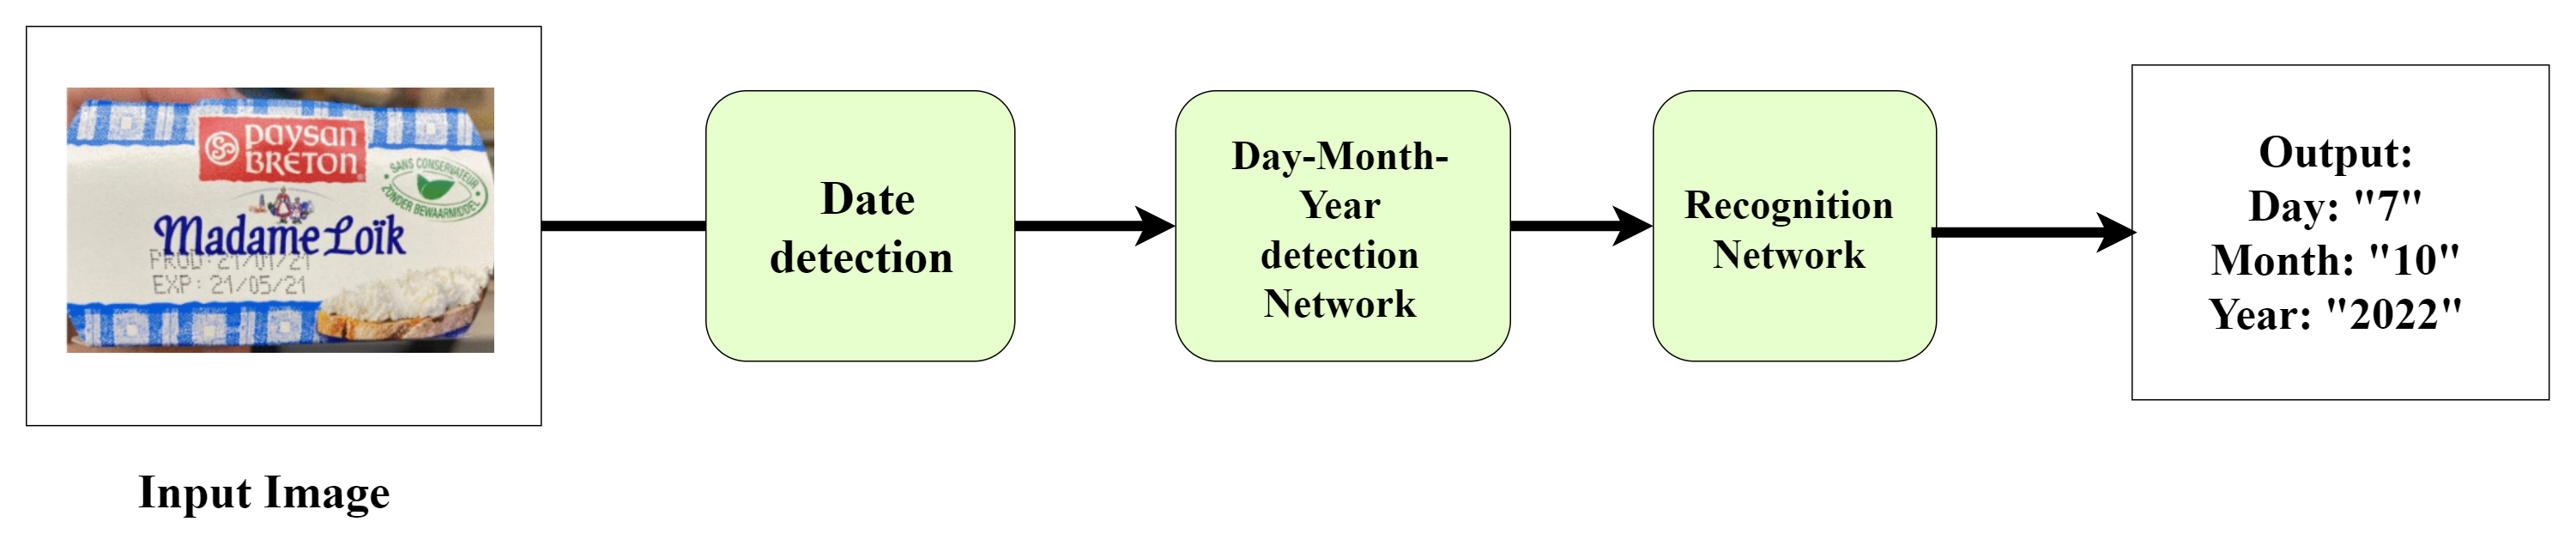 paysan
BRETON
SANS CONSERVATEUR
ZONDER BEWAARMIDDEL
Madame Loïk
PROD: 21/01/21
EXP: 21/05/21
Input Image
Date
detection
Day-Month-
Year
detection
Network
Recognition
Network
Output:
Day: "7"
Month: "10"
Year: "2022"